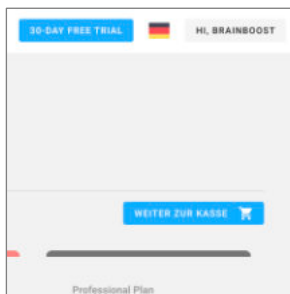 30-DAY FREE TRIAL HI, BRAINBOOST
WEITER ZUR KASSE
Professional Plan